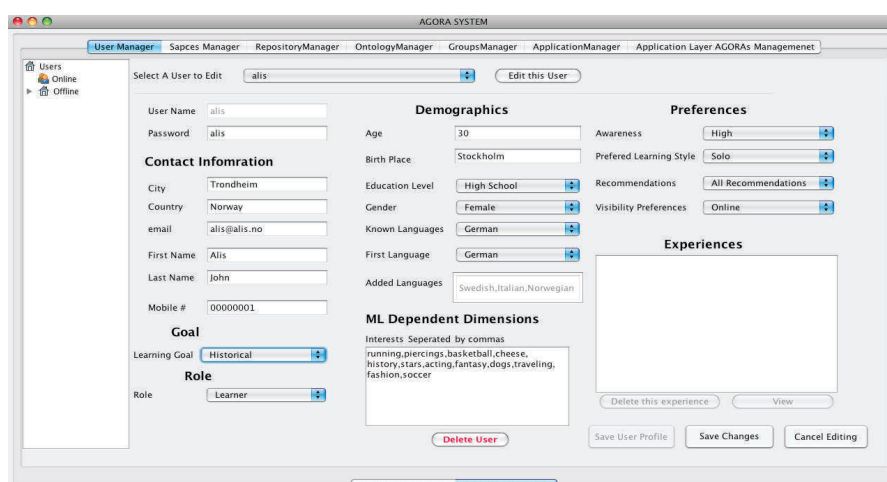 AGORA SYSTEM
User Manager Sapces Manager RepositoryManager OntologyManager GroupsManager ApplicationManager Application Layer AGORAs Managemenet
Users
Online
Offline
Select A User to Edit alis Edit this User
User Name alis
Password alis
Contact Infomration
City Trondheim
Country Norway
email alis@alis.no
First Name Alis
Last Name John
Mobile # 00000001
Goal
Learning Goal Historical
Role
Role Learner
Demographics
Age 30
Birth Place Stockholm
Education Level High School
Gender Female
Known Languages German
First Language German
Added Languages Swedish,Italian,Norwegian
ML Dependent Dimensions
Interests Seperated by commas
running,piercings,basketball,cheese,
history,stars,acting,fantasy,dogs,traveling,
fashion,soccer
Delete User
Preferences
Awareness High
Prefered Learning Style Solo
Recommendations All Recommendations
Visibility Preferences Online
Experiences
Delete this experience View
Save User Profile Save Changes Cancel Editing